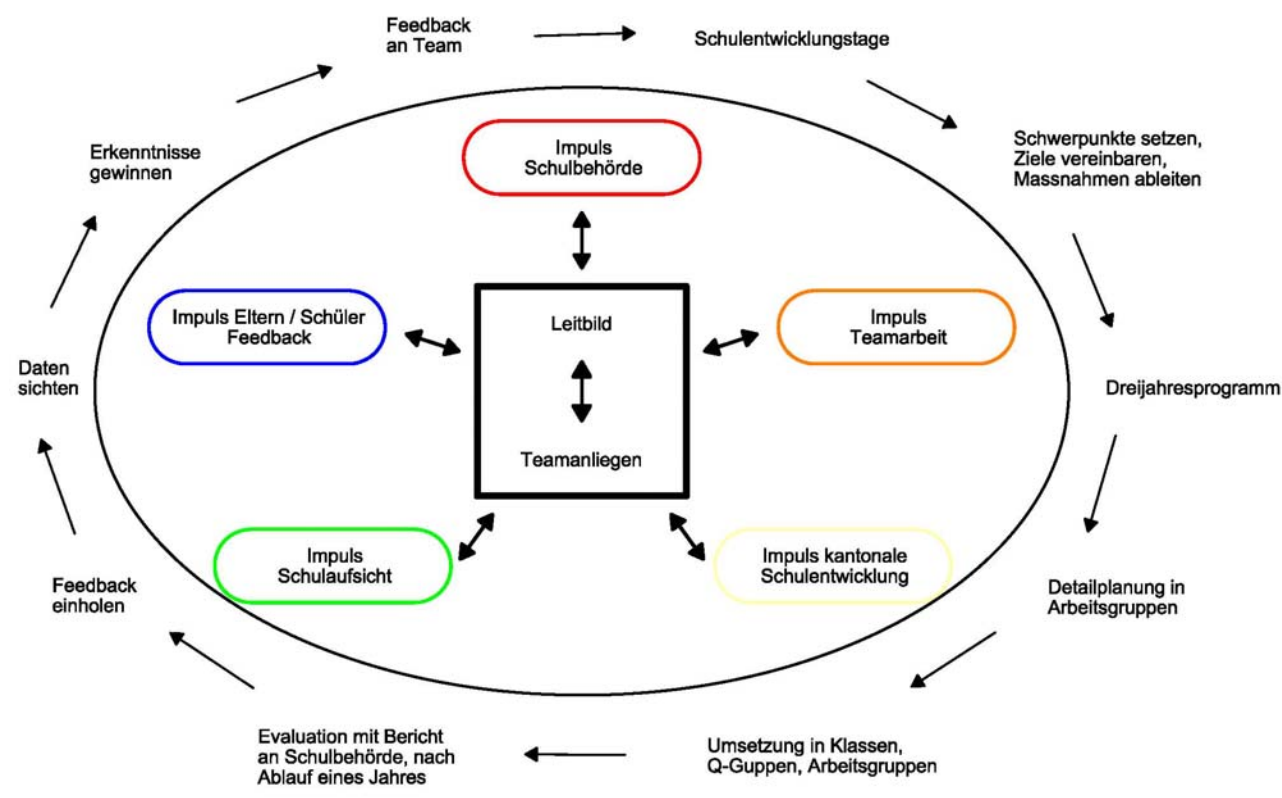 Feedback
an Team
Schulentwicklungstage
Schwerpunkte setzen,
Ziele vereinbaren,
Massnahmen ableiten
Dreijahresprogramm
Detailplanung in
Arbeitsgruppen
Umsetzung in Klassen,
Q-Guppen, Arbeitsgruppen
Evaluation mit Bericht
an Schulbehörde, nach
Ablauf eines Jahres
Feedback
einholen
Daten
sichten
Erkenntnisse
gewinnen
Impuls
Schulbehörde
Impuls Eltern / Schüler
Feedback
Leitbild
Teamanliegen
Impuls
Teamarbeit
Impuls
Schulaufsicht
Impuls kantonale
Schulentwicklung